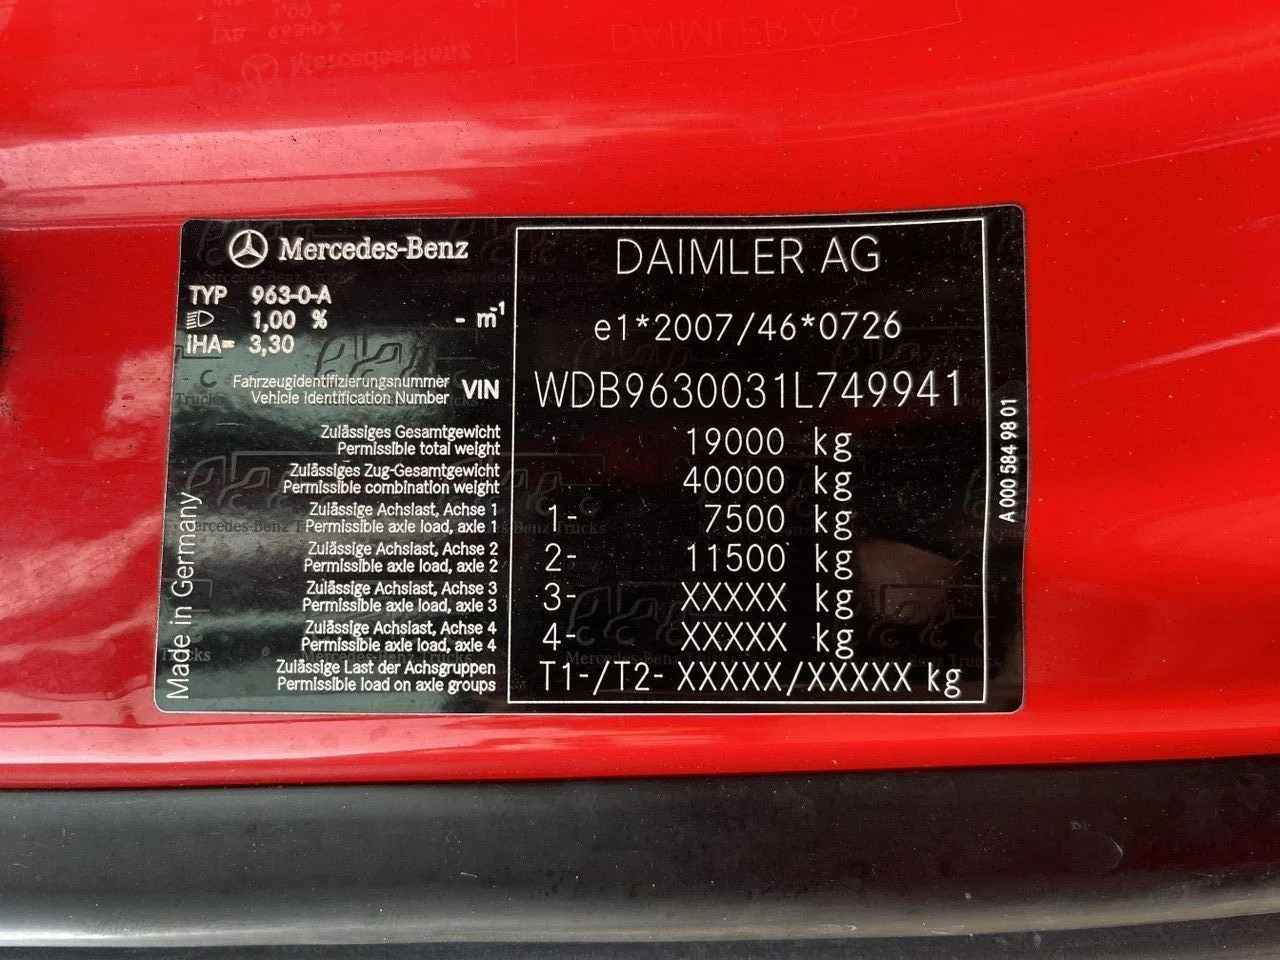 Mercedes-Benz
DAIMLER AG
TYP 963-0-A
1,00 % - m-1
iHA= 3,30
e1*2007/46*0726
Fahrzeugidentifizierungsnummer
Vehicle Identification Number
VIN WDB9630031L749941
Zulässiges Gesamtgewicht
Permissible total weight
19000 kg
Zulässiges Zug-Gesamtgewicht
Permissible combination weight
40000 kg
Zulässige Achslast, Achse 1
Permissible axle load, axle 1
1- 7500 kg
Zulässige Achslast, Achse 2
Permissible axle load, axle 2
2- 11500 kg
Zulässige Achslast, Achse 3
Permissible axle load, axle 3
3- XXXXX kg
Zulässige Achslast, Achse 4
Permissible axle load, axle 4
4- XXXXX kg
Zulässige Last der Achsgruppen
Permissible load on axle groups
T1-/T2- XXXXX/XXXXX kg
Made in Germany
A 000 584 98 01